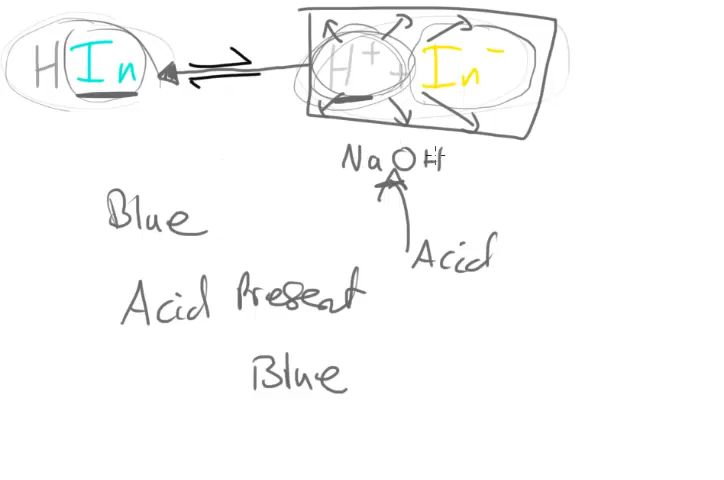 HIn ⇌ H⁺ + In⁻
NaOH
Blue
Acid
Acid Present
Blue